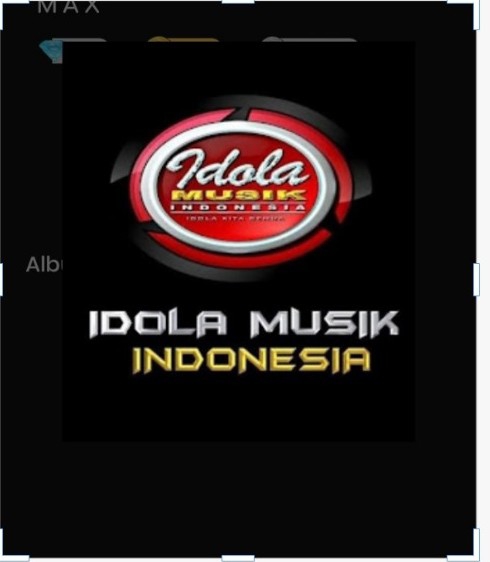 MAX
Idola
MUSIK
INDONESIA
IDOLA KITA SEMUA
Albu
IDOLA MUSIK
INDONESIA